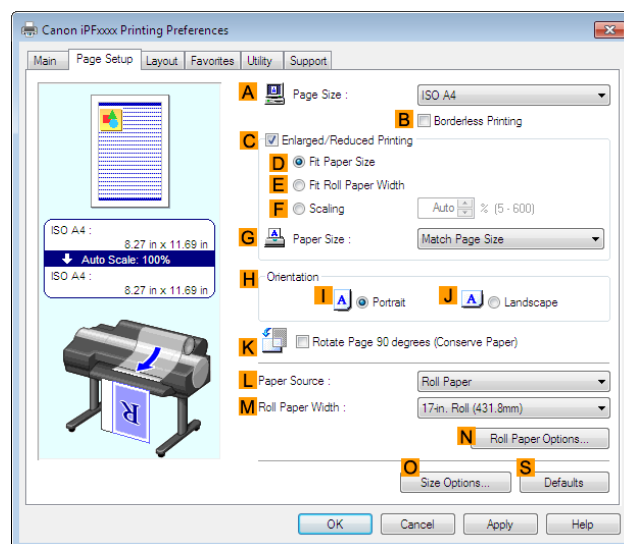 Canon iPFxxxx Printing Preferences
Main Page Setup Layout Favorites Utility Support
A Page Size : ISO A4
B Borderless Printing
C Enlarged/Reduced Printing
D Fit Paper Size
E Fit Roll Paper Width
F Scaling Auto % (5 - 600)
G A Paper Size : Match Page Size
ISO A4 :
8.27 in x 11.69 in
Auto Scale: 100%
ISO A4 :
8.27 in x 11.69 in
H Orientation
I A Portrait J A Landscape
K Rotate Page 90 degrees (Conserve Paper)
L Paper Source : Roll Paper
M Roll Paper Width : 17-in. Roll (431.8mm)
R
N Roll Paper Options...
O Size Options... S Defaults
OK Cancel Apply Help